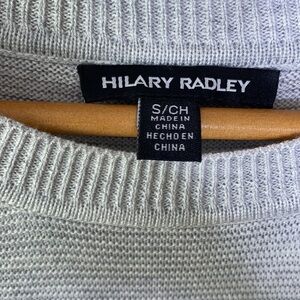 HILARY RADLEY
S/CH
MADE IN
CHINA
HECHO EN
CHINA